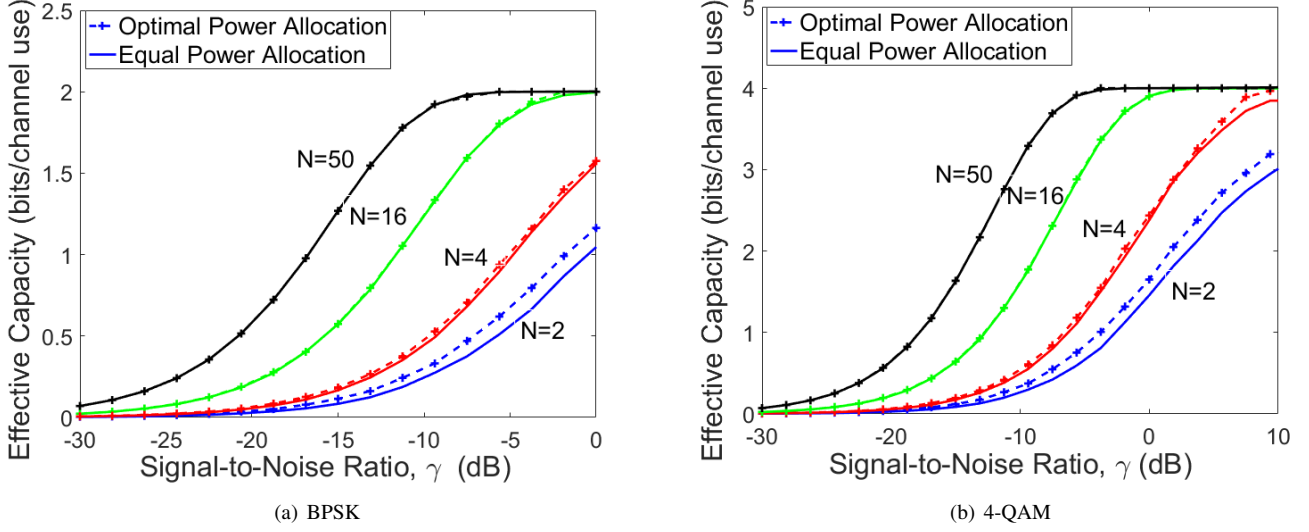 Effective Capacity (bits/channel use)
2.5
2
1.5
1
0.5
0
Optimal Power Allocation
Equal Power Allocation
N=50
N=16
N=4
N=2
-30 -25 -20 -15 -10 -5 0
Signal-to-Noise Ratio, γ (dB)
(a) BPSK
Effective Capacity (bits/channel use)
5
4
3
2
1
0
Optimal Power Allocation
Equal Power Allocation
N=50
N=16
N=4
N=2
-30 -20 -10 0 10
Signal-to-Noise Ratio, γ (dB)
(b) 4-QAM